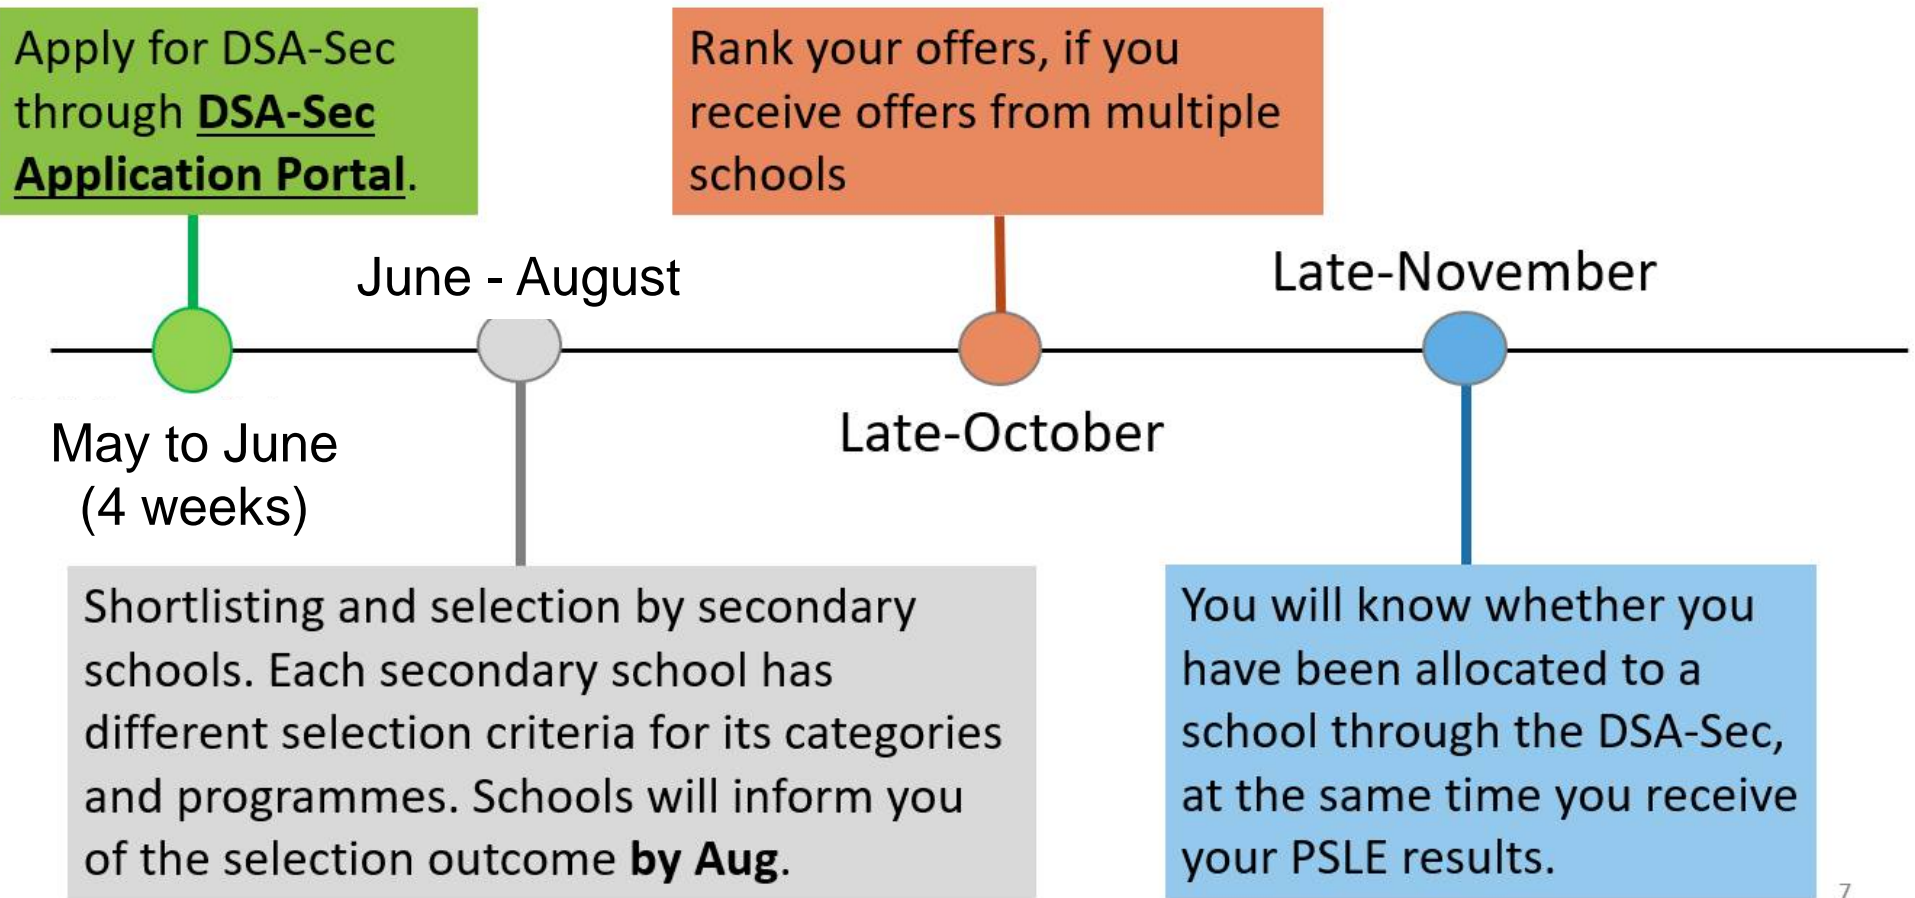 Apply for DSA-Sec
through DSA-Sec
Application Portal.
Rank your offers, if you
receive offers from multiple
schools
June - August
Late-November
May to June
(4 weeks)
Late-October
Shortlisting and selection by secondary
schools. Each secondary school has
different selection criteria for its categories
and programmes. Schools will inform you
of the selection outcome by Aug.
You will know whether you
have been allocated to a
school through the DSA-Sec,
at the same time you receive
your PSLE results.
7